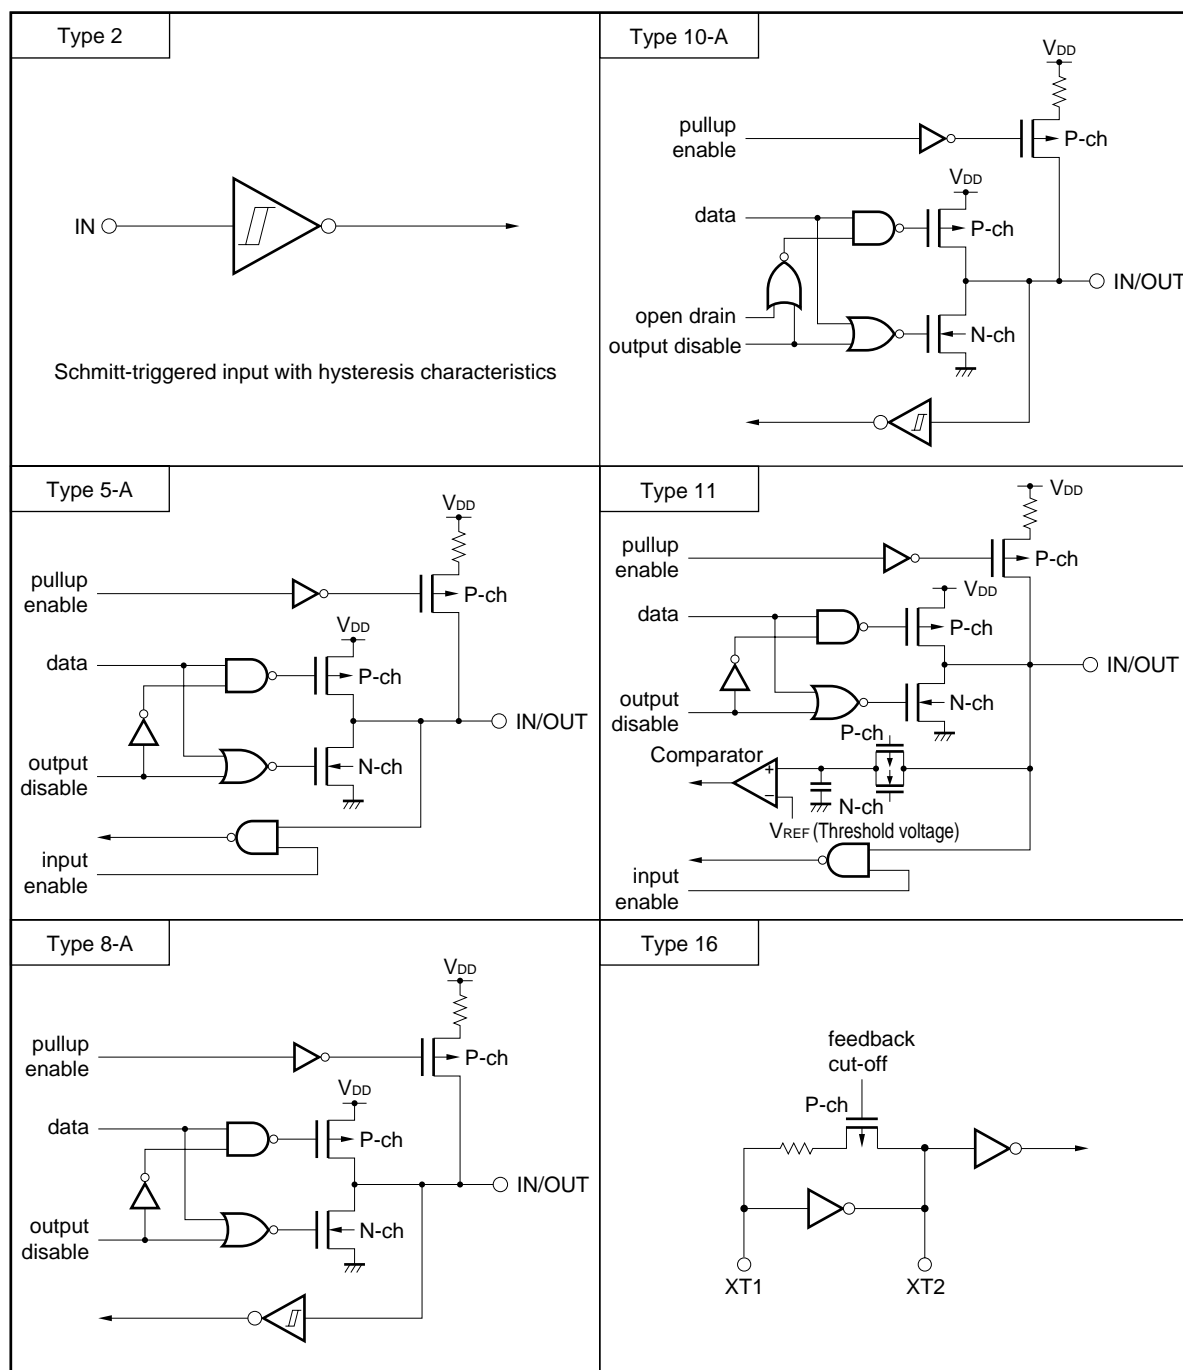 Type 2
IN
Schmitt-triggered input with hysteresis characteristics
Type 10-A
VDD
pullup
enable
P-ch
VDD
data
P-ch
IN/OUT
open drain
output disable
N-ch
Type 5-A
VDD
pullup
enable
P-ch
VDD
data
P-ch
IN/OUT
output
disable
N-ch
input
enable
Type 11
VDD
pullup
enable
P-ch
VDD
data
P-ch
IN/OUT
output
disable
N-ch
P-ch
Comparator
+
−
N-ch
VREF (Threshold voltage)
input
enable
Type 8-A
VDD
pullup
enable
P-ch
VDD
data
P-ch
IN/OUT
output
disable
N-ch
Type 16
feedback
cut-off
P-ch
XT1
XT2